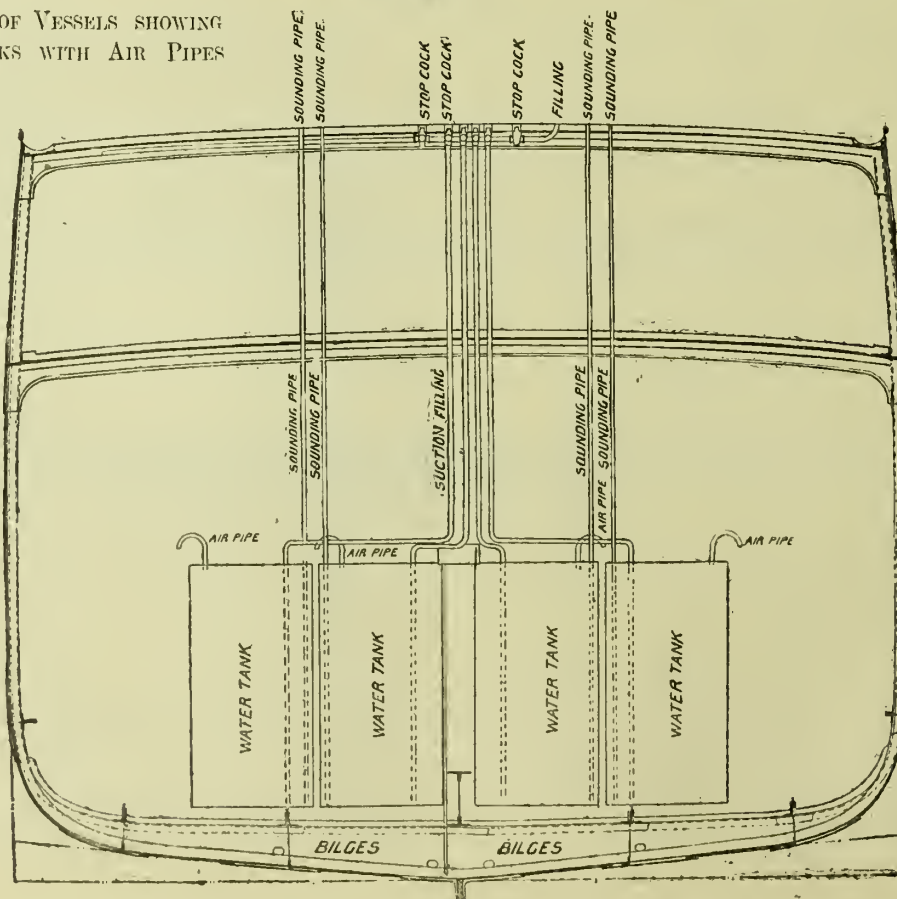 OF VESSELS SHOWING
KS WITH AIR PIPES
SOUNDING PIPE.
SOUNDING PIPE.
STOP COCK
STOP COCK
STOP COCK
FILLING
SOUNDING PIPE.
SOUNDING PIPE
SOUNDING PIPE
SOUNDING PIPE
SUCTION FILLING
SOUNDING PIPE
AIR PIPE SOUNDING PIPE
AIR PIPE
AIR PIPE
AIR PIPE
WATER TANK
WATER TANK
WATER TANK
WATER TANK
BILGES
BILGES